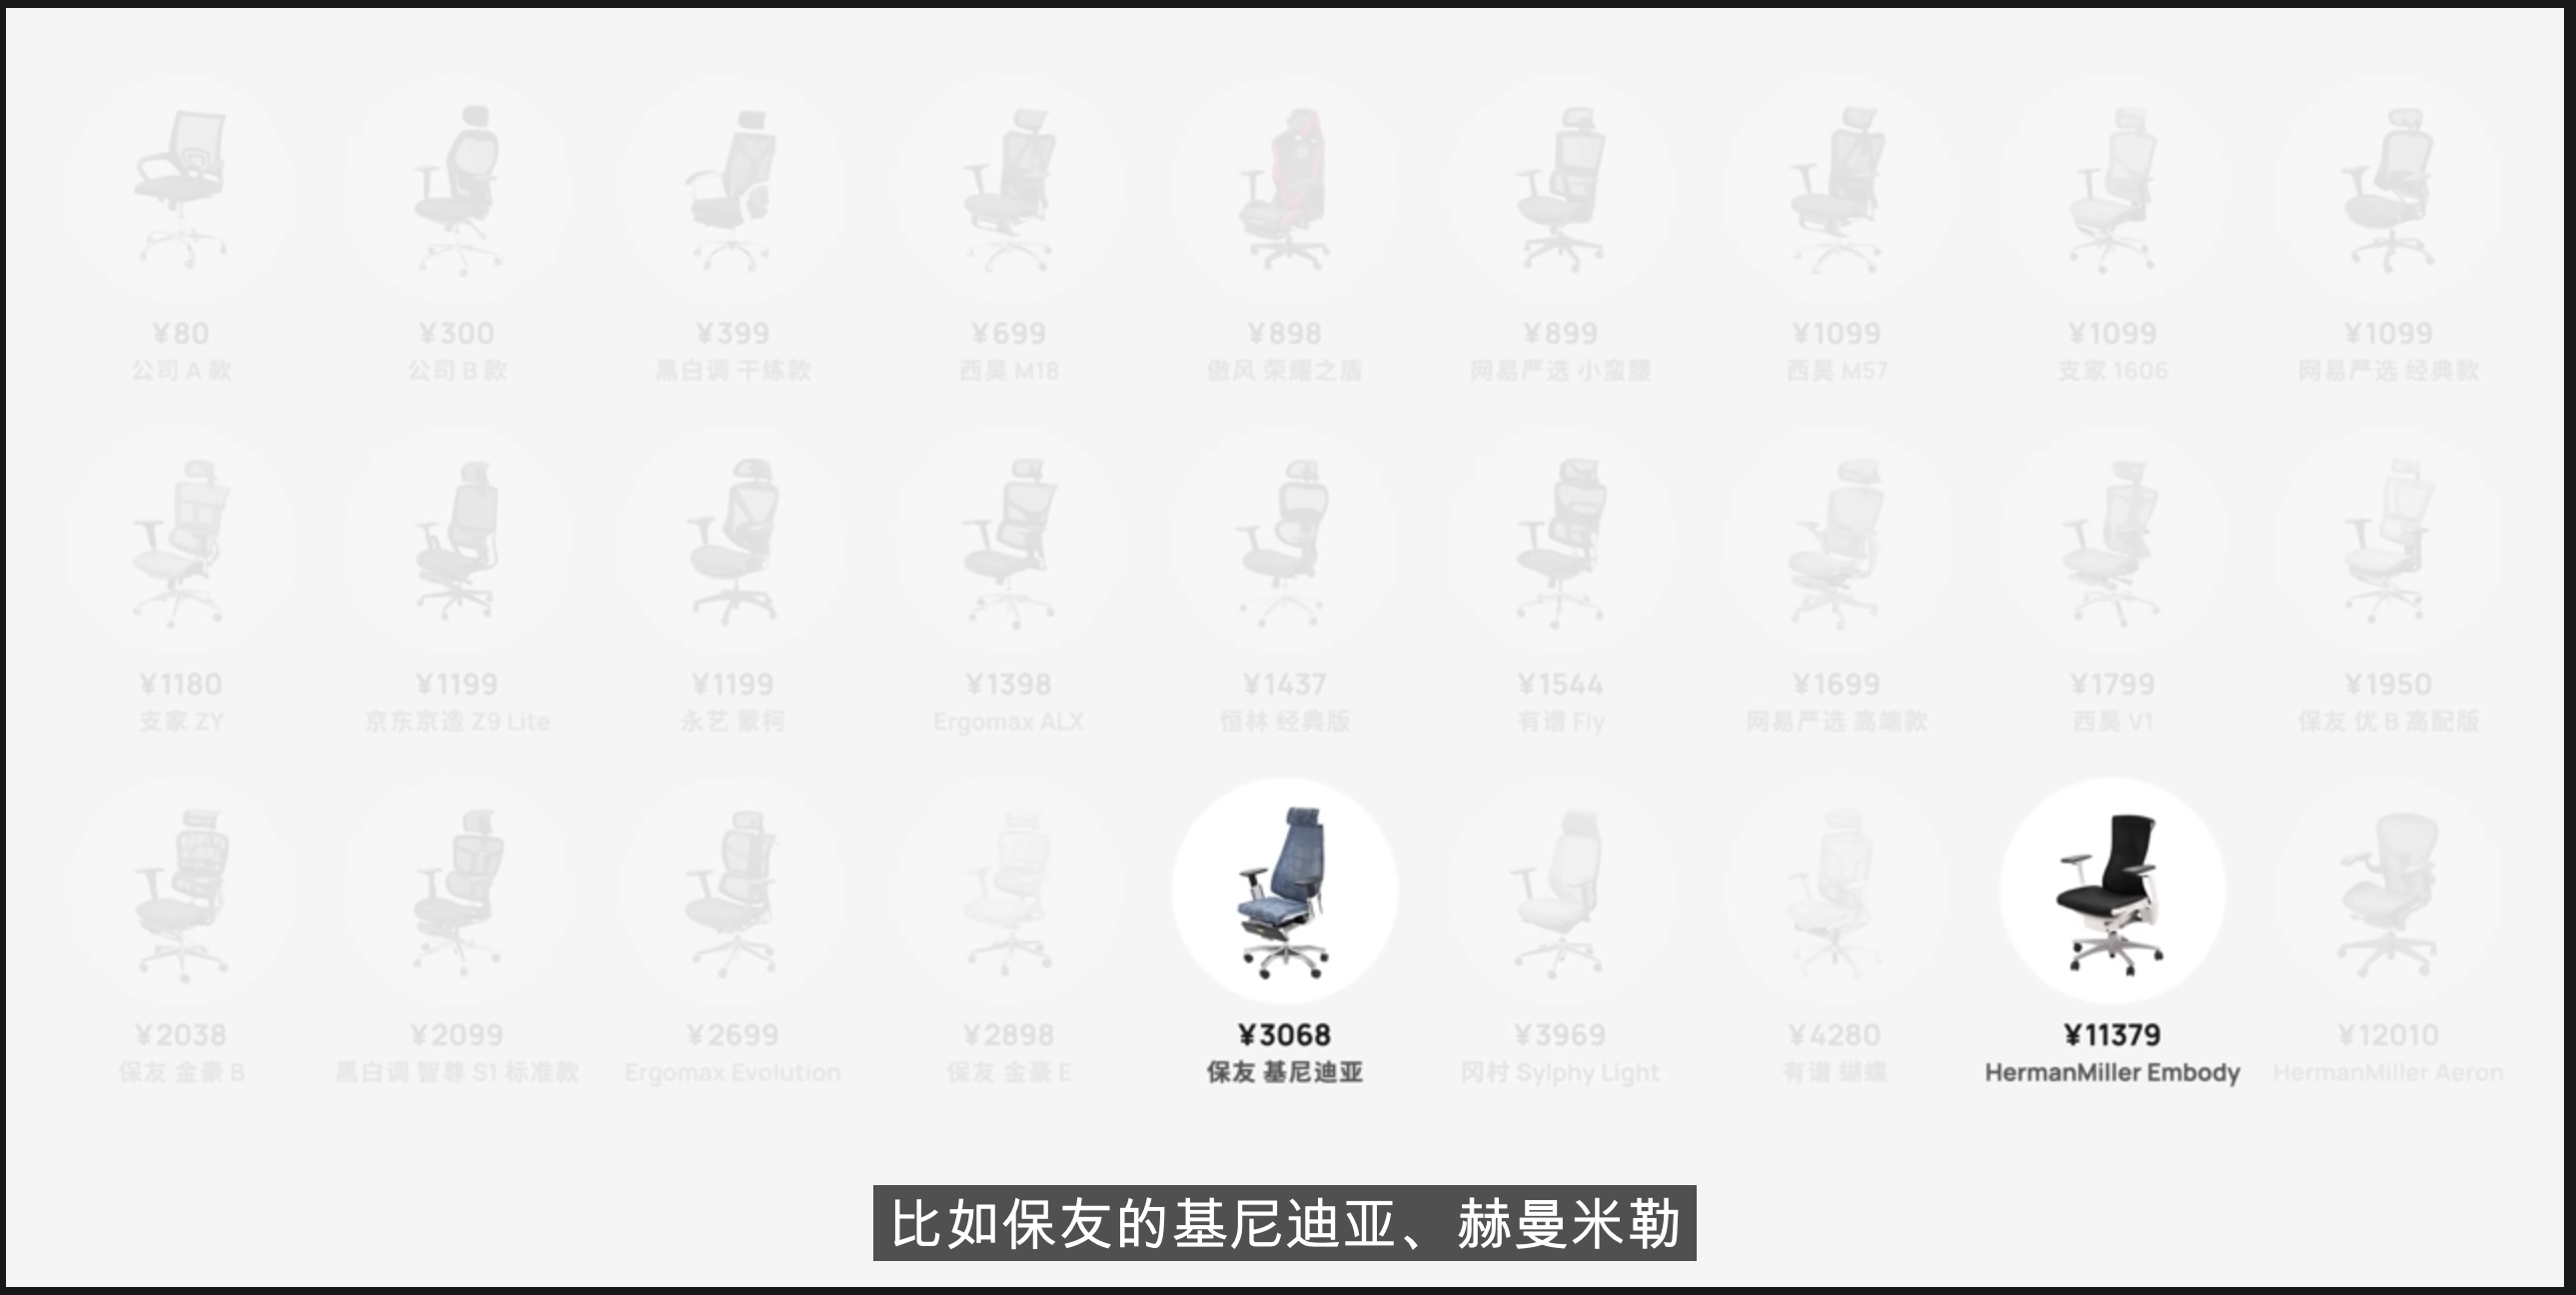 ¥80 ¥300 ¥399 ¥699 ¥898 ¥899 ¥1099 ¥1099 ¥1099
公司 A 款 公司 B 款 黑白调 干练款 西昊 M18 傲风 荣耀之盾 网易严选 小蛮腰 西昊 M57 支家 1606 网易严选 经典款
¥1180 ¥1199 ¥1199 ¥1398 ¥1437 ¥1544 ¥1699 ¥1799 ¥1950
支家 ZY 京东京造 Z9 Lite 永艺 蒙柯 Ergomax ALX 恒林 经典版 有谱 Fly 网易严选 高端款 西昊 V1 保友 优 B 高配版
¥2038 ¥2099 ¥2699 ¥2898 ¥3068 ¥3969 ¥4280 ¥11379 ¥12010
保友 金豪 B 黑白调 智尊 S1 标准款 Ergomax Evolution 保友 金豪 E 保友 基尼迪亚 冈村 Sylphy Light 有谱 蝴蝶 HermanMiller Embody HermanMiller Aeron
比如保友的基尼迪亚、赫曼米勒